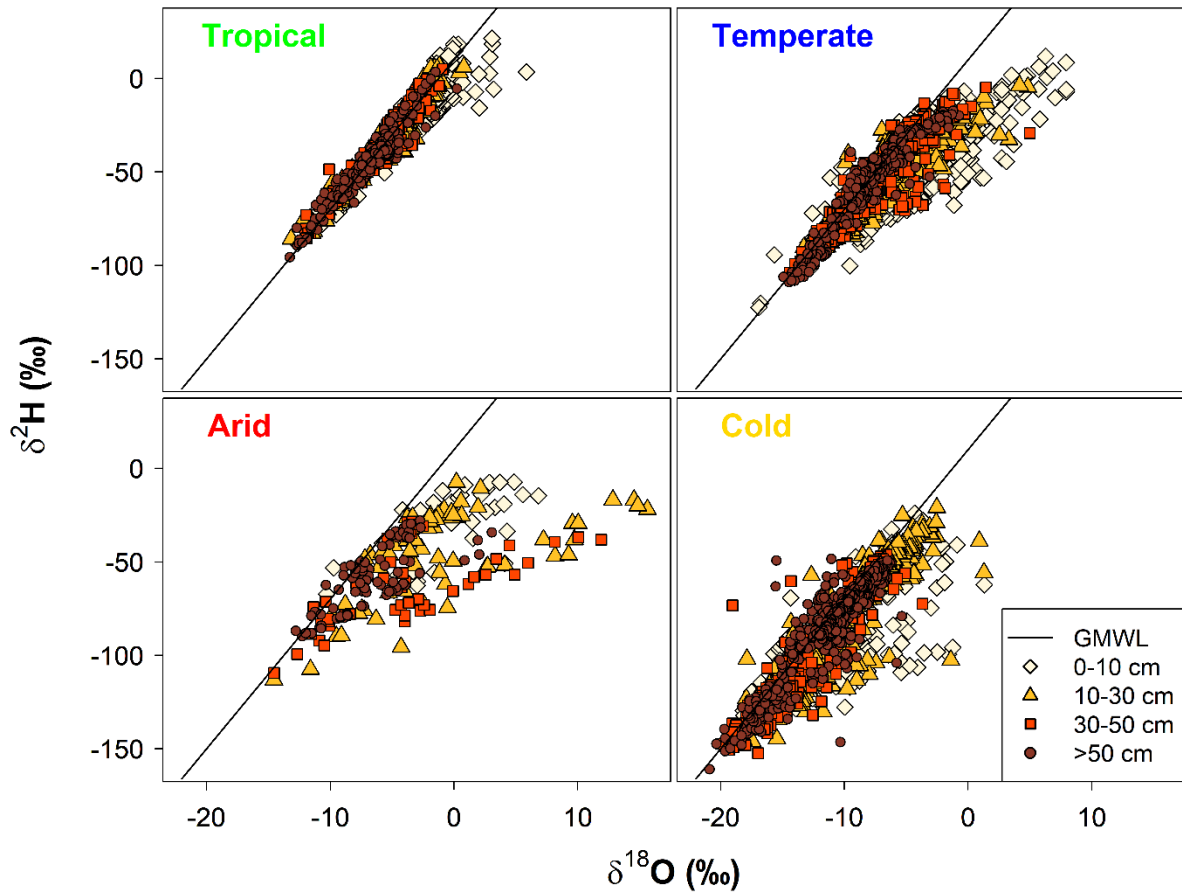 Tropical
Temperate
0
-50
-100
-150
Arid
Cold
0
-50
-100
-150
δ²H (‰)
GMWL
0-10 cm
10-30 cm
30-50 cm
>50 cm
-20 -10 0 10
-20 -10 0 10
δ¹⁸O (‰)